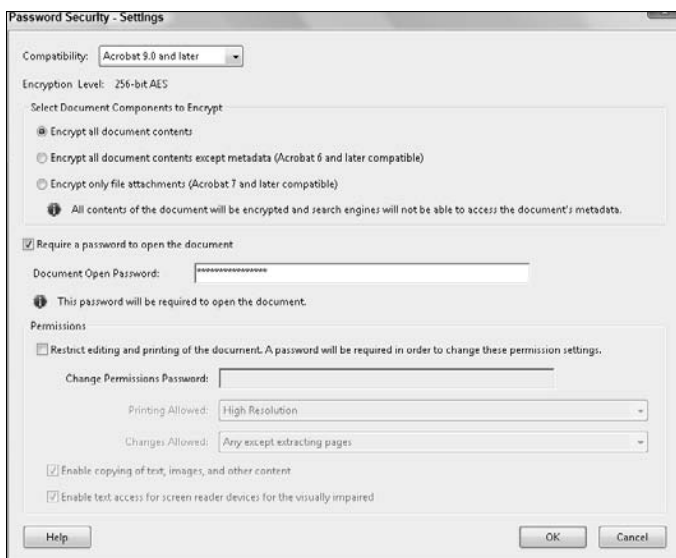 Password Security - Settings
Compatibility: Acrobat 9.0 and later
Encryption Level: 256-bit AES
Select Document Components to Encrypt
Encrypt all document contents
Encrypt all document contents except metadata (Acrobat 6 and later compatible)
Encrypt only file attachments (Acrobat 7 and later compatible)
All contents of the document will be encrypted and search engines will not be able to access the document's metadata.
Require a password to open the document
Document Open Password: ****************
This password will be required to open the document.
Permissions
Restrict editing and printing of the document. A password will be required in order to change these permission settings.
Change Permissions Password:
Printing Allowed: High Resolution
Changes Allowed: Any except extracting pages
Enable copying of text, images, and other content
Enable text access for screen reader devices for the visually impaired
Help OK Cancel